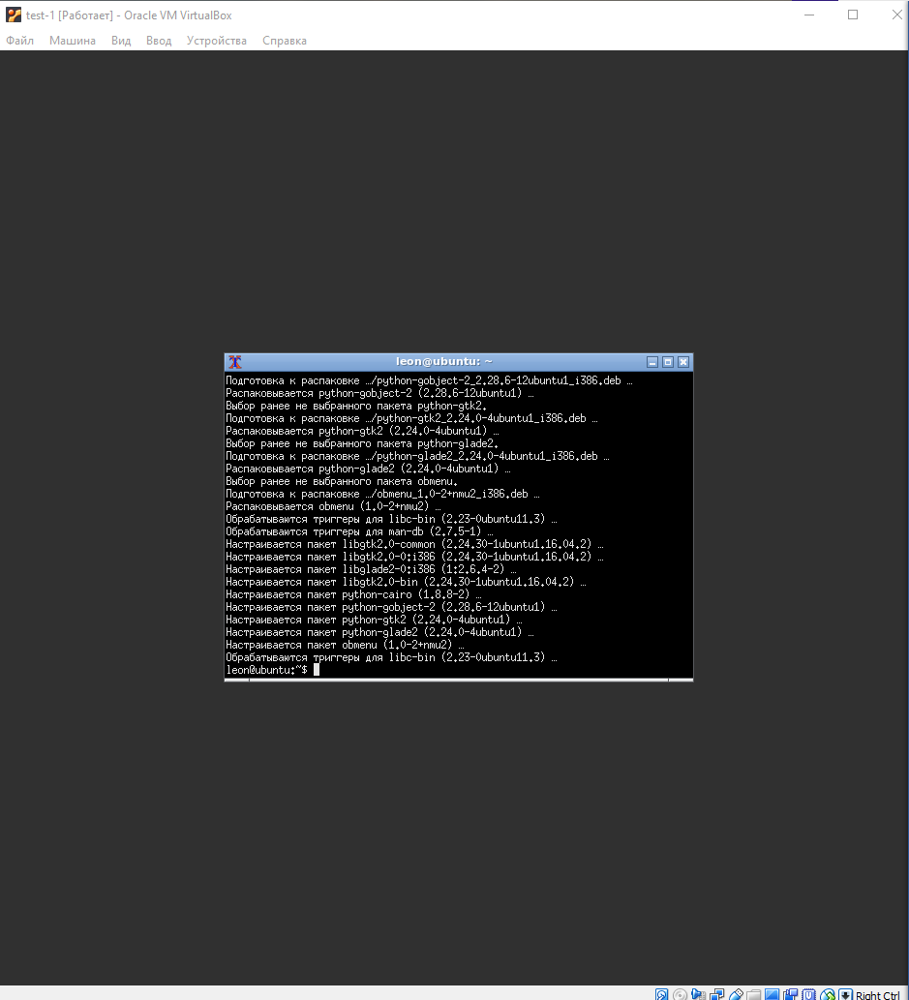 test-1 [Работает] - Oracle VM VirtualBox
Файл Машина Вид Ввод Устройства Справка
leon@ubuntu: ~
Подготовка к распаковке …/python-gobject-2_2.28.6-12ubuntu1_i386.deb …
Распаковывается python-gobject-2 (2.28.6-12ubuntu1) …
Выбор ранее не выбранного пакета python-gtk2.
Подготовка к распаковке …/python-gtk2_2.24.0-4ubuntu1_i386.deb …
Распаковывается python-gtk2 (2.24.0-4ubuntu1) …
Выбор ранее не выбранного пакета python-glade2.
Подготовка к распаковке …/python-glade2_2.24.0-4ubuntu1_i386.deb …
Распаковывается python-glade2 (2.24.0-4ubuntu1) …
Выбор ранее не выбранного пакета obmenu.
Подготовка к распаковке …/obmenu_1.0-2+nmu2_i386.deb …
Распаковывается obmenu (1.0-2+nmu2) …
Обрабатываются триггеры для libc-bin (2.23-0ubuntu11.3) …
Обрабатываются триггеры для man-db (2.7.5-1) …
Настраивается пакет libgtk2.0-common (2.24.30-1ubuntu1.16.04.2) …
Настраивается пакет libgtk2.0-0:i386 (2.24.30-1ubuntu1.16.04.2) …
Настраивается пакет libglade2-0:i386 (1:2.6.4-2) …
Настраивается пакет libgtk2.0-bin (2.24.30-1ubuntu1.16.04.2) …
Настраивается пакет python-cairo (1.8.8-2) …
Настраивается пакет python-gobject-2 (2.28.6-12ubuntu1) …
Настраивается пакет python-gtk2 (2.24.0-4ubuntu1) …
Настраивается пакет python-glade2 (2.24.0-4ubuntu1) …
Настраивается пакет obmenu (1.0-2+nmu2) …
Обрабатываются триггеры для libc-bin (2.23-0ubuntu11.3) …
leon@ubuntu:~$
Right Ctrl